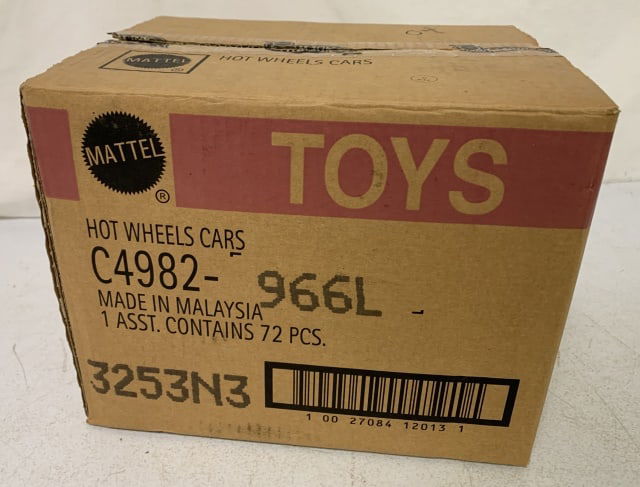 MATTEL
HOT WHEELS CARS
MATTEL
®
TOYS
HOT WHEELS CARS
C4982- 966L
MADE IN MALAYSIA
1 ASST. CONTAINS 72 PCS.
3253N3
1 00 27084 12013 1